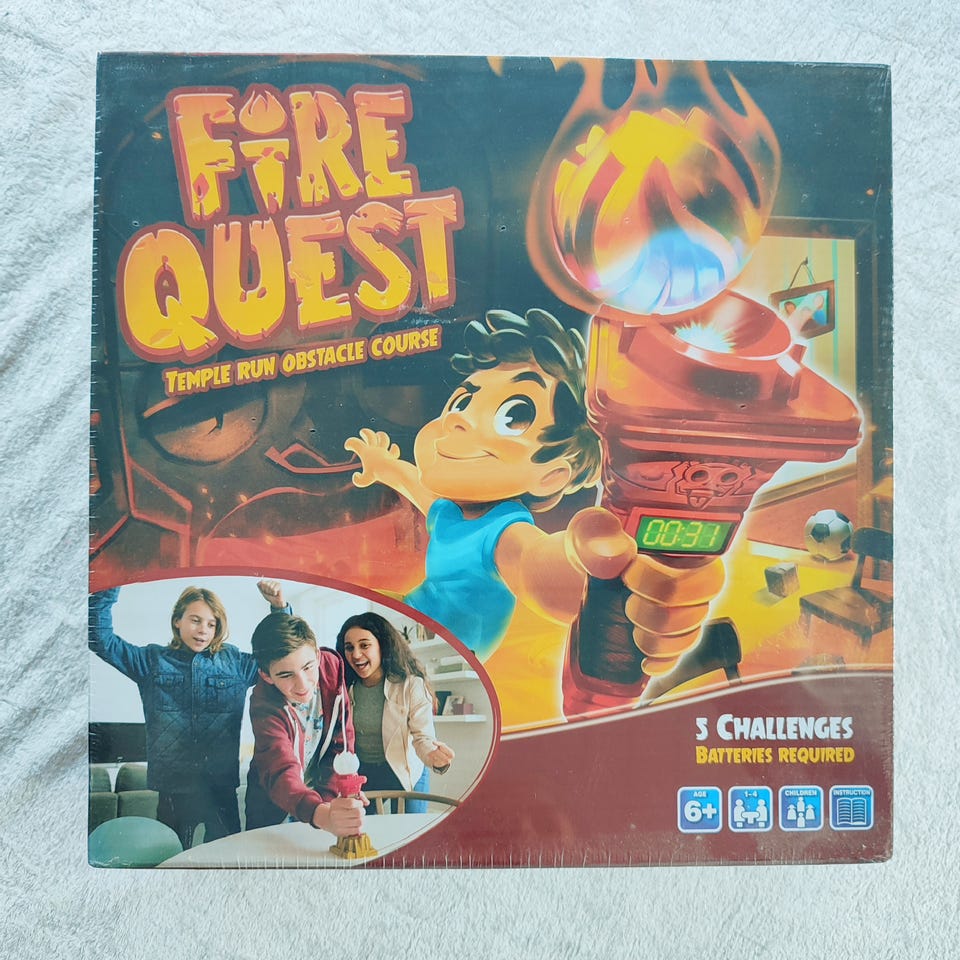 FiRE
QUEST
TEMPLE RUN OBSTACLE COURSE
00:37
5 CHALLENGES
BATTERIES REQUIRED
AGE
6+
1-4
CHILDREN
INSTRUCTION